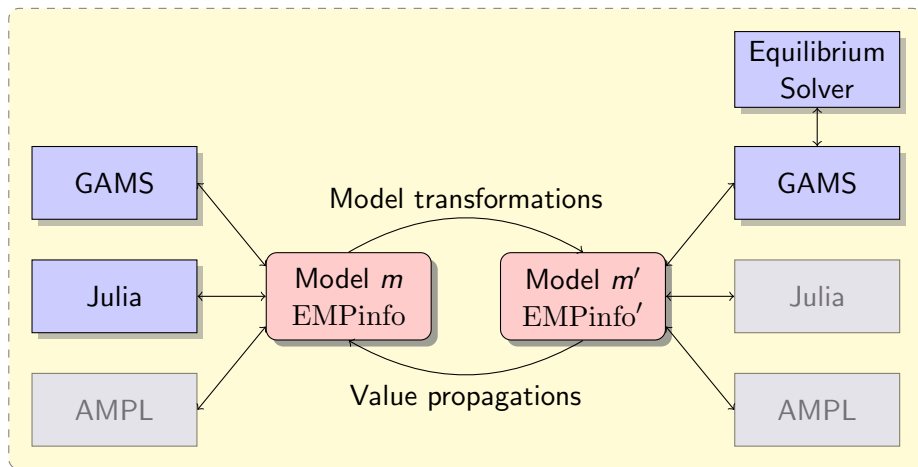 Equilibrium
Solver
GAMS
GAMS
Model transformations
Model m
EMPinfo
Model m′
EMPinfo′
Julia
Julia
Value propagations
AMPL
AMPL